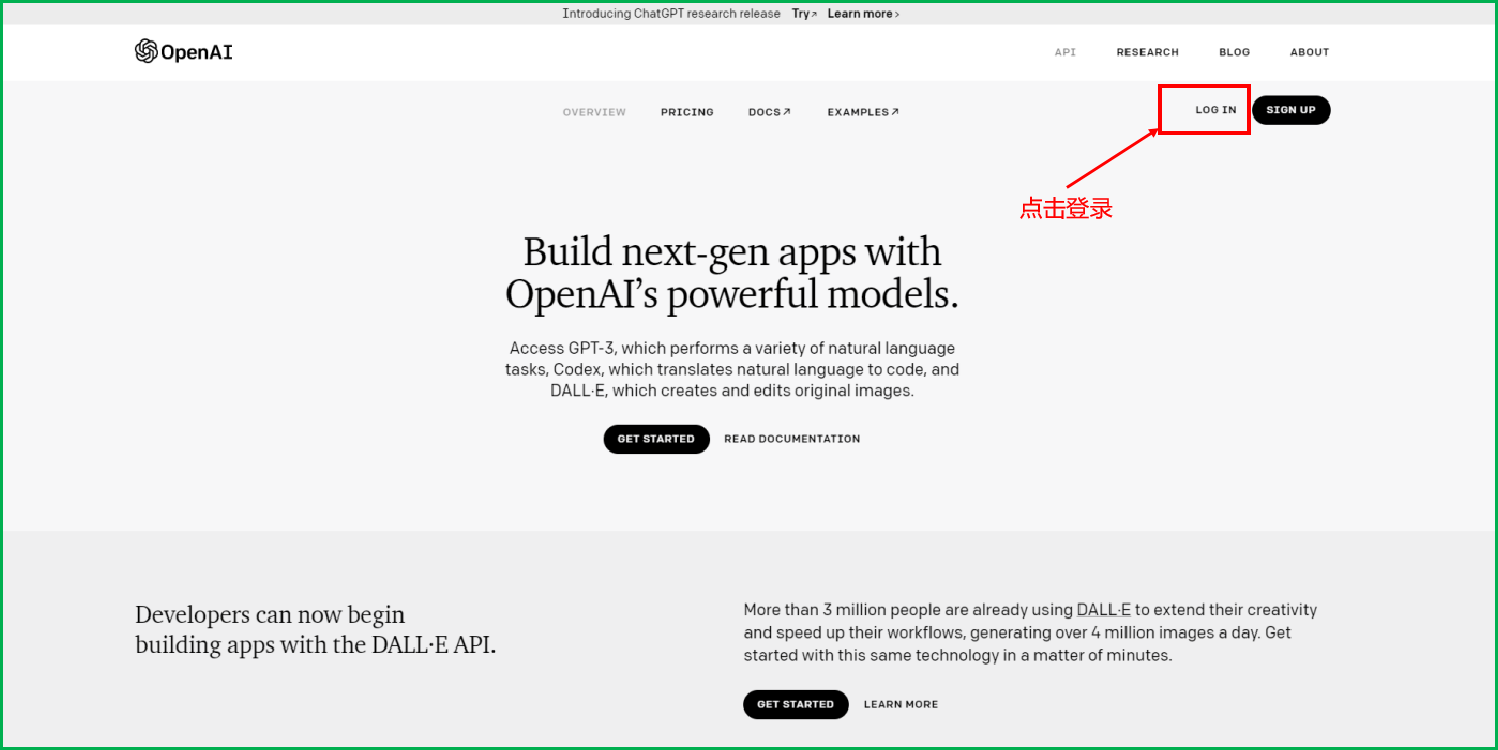 Introducing ChatGPT research release Try↗ Learn more›
OpenAI
API RESEARCH BLOG ABOUT
OVERVIEW PRICING DOCS↗ EXAMPLES↗
LOG IN SIGN UP
点击登录
Build next-gen apps with
OpenAI’s powerful models.
Access GPT-3, which performs a variety of natural language
tasks, Codex, which translates natural language to code, and
DALL·E, which creates and edits original images.
GET STARTED READ DOCUMENTATION
Developers can now begin
building apps with the DALL·E API.
More than 3 million people are already using DALL·E to extend their creativity
and speed up their workflows, generating over 4 million images a day. Get
started with this same technology in a matter of minutes.
GET STARTED LEARN MORE